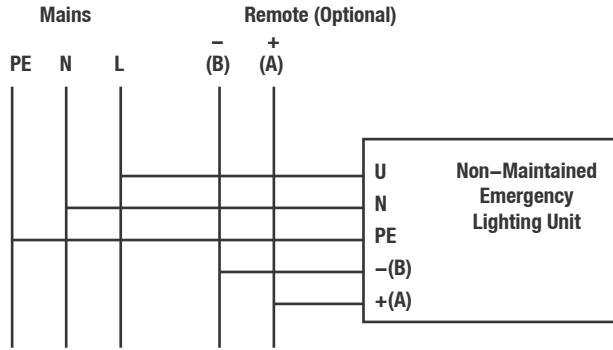 Mains
Remote (Optional)
– +
PE N L (B) (A)
U
N
PE
–(B)
+(A)
Non–Maintained
Emergency
Lighting Unit